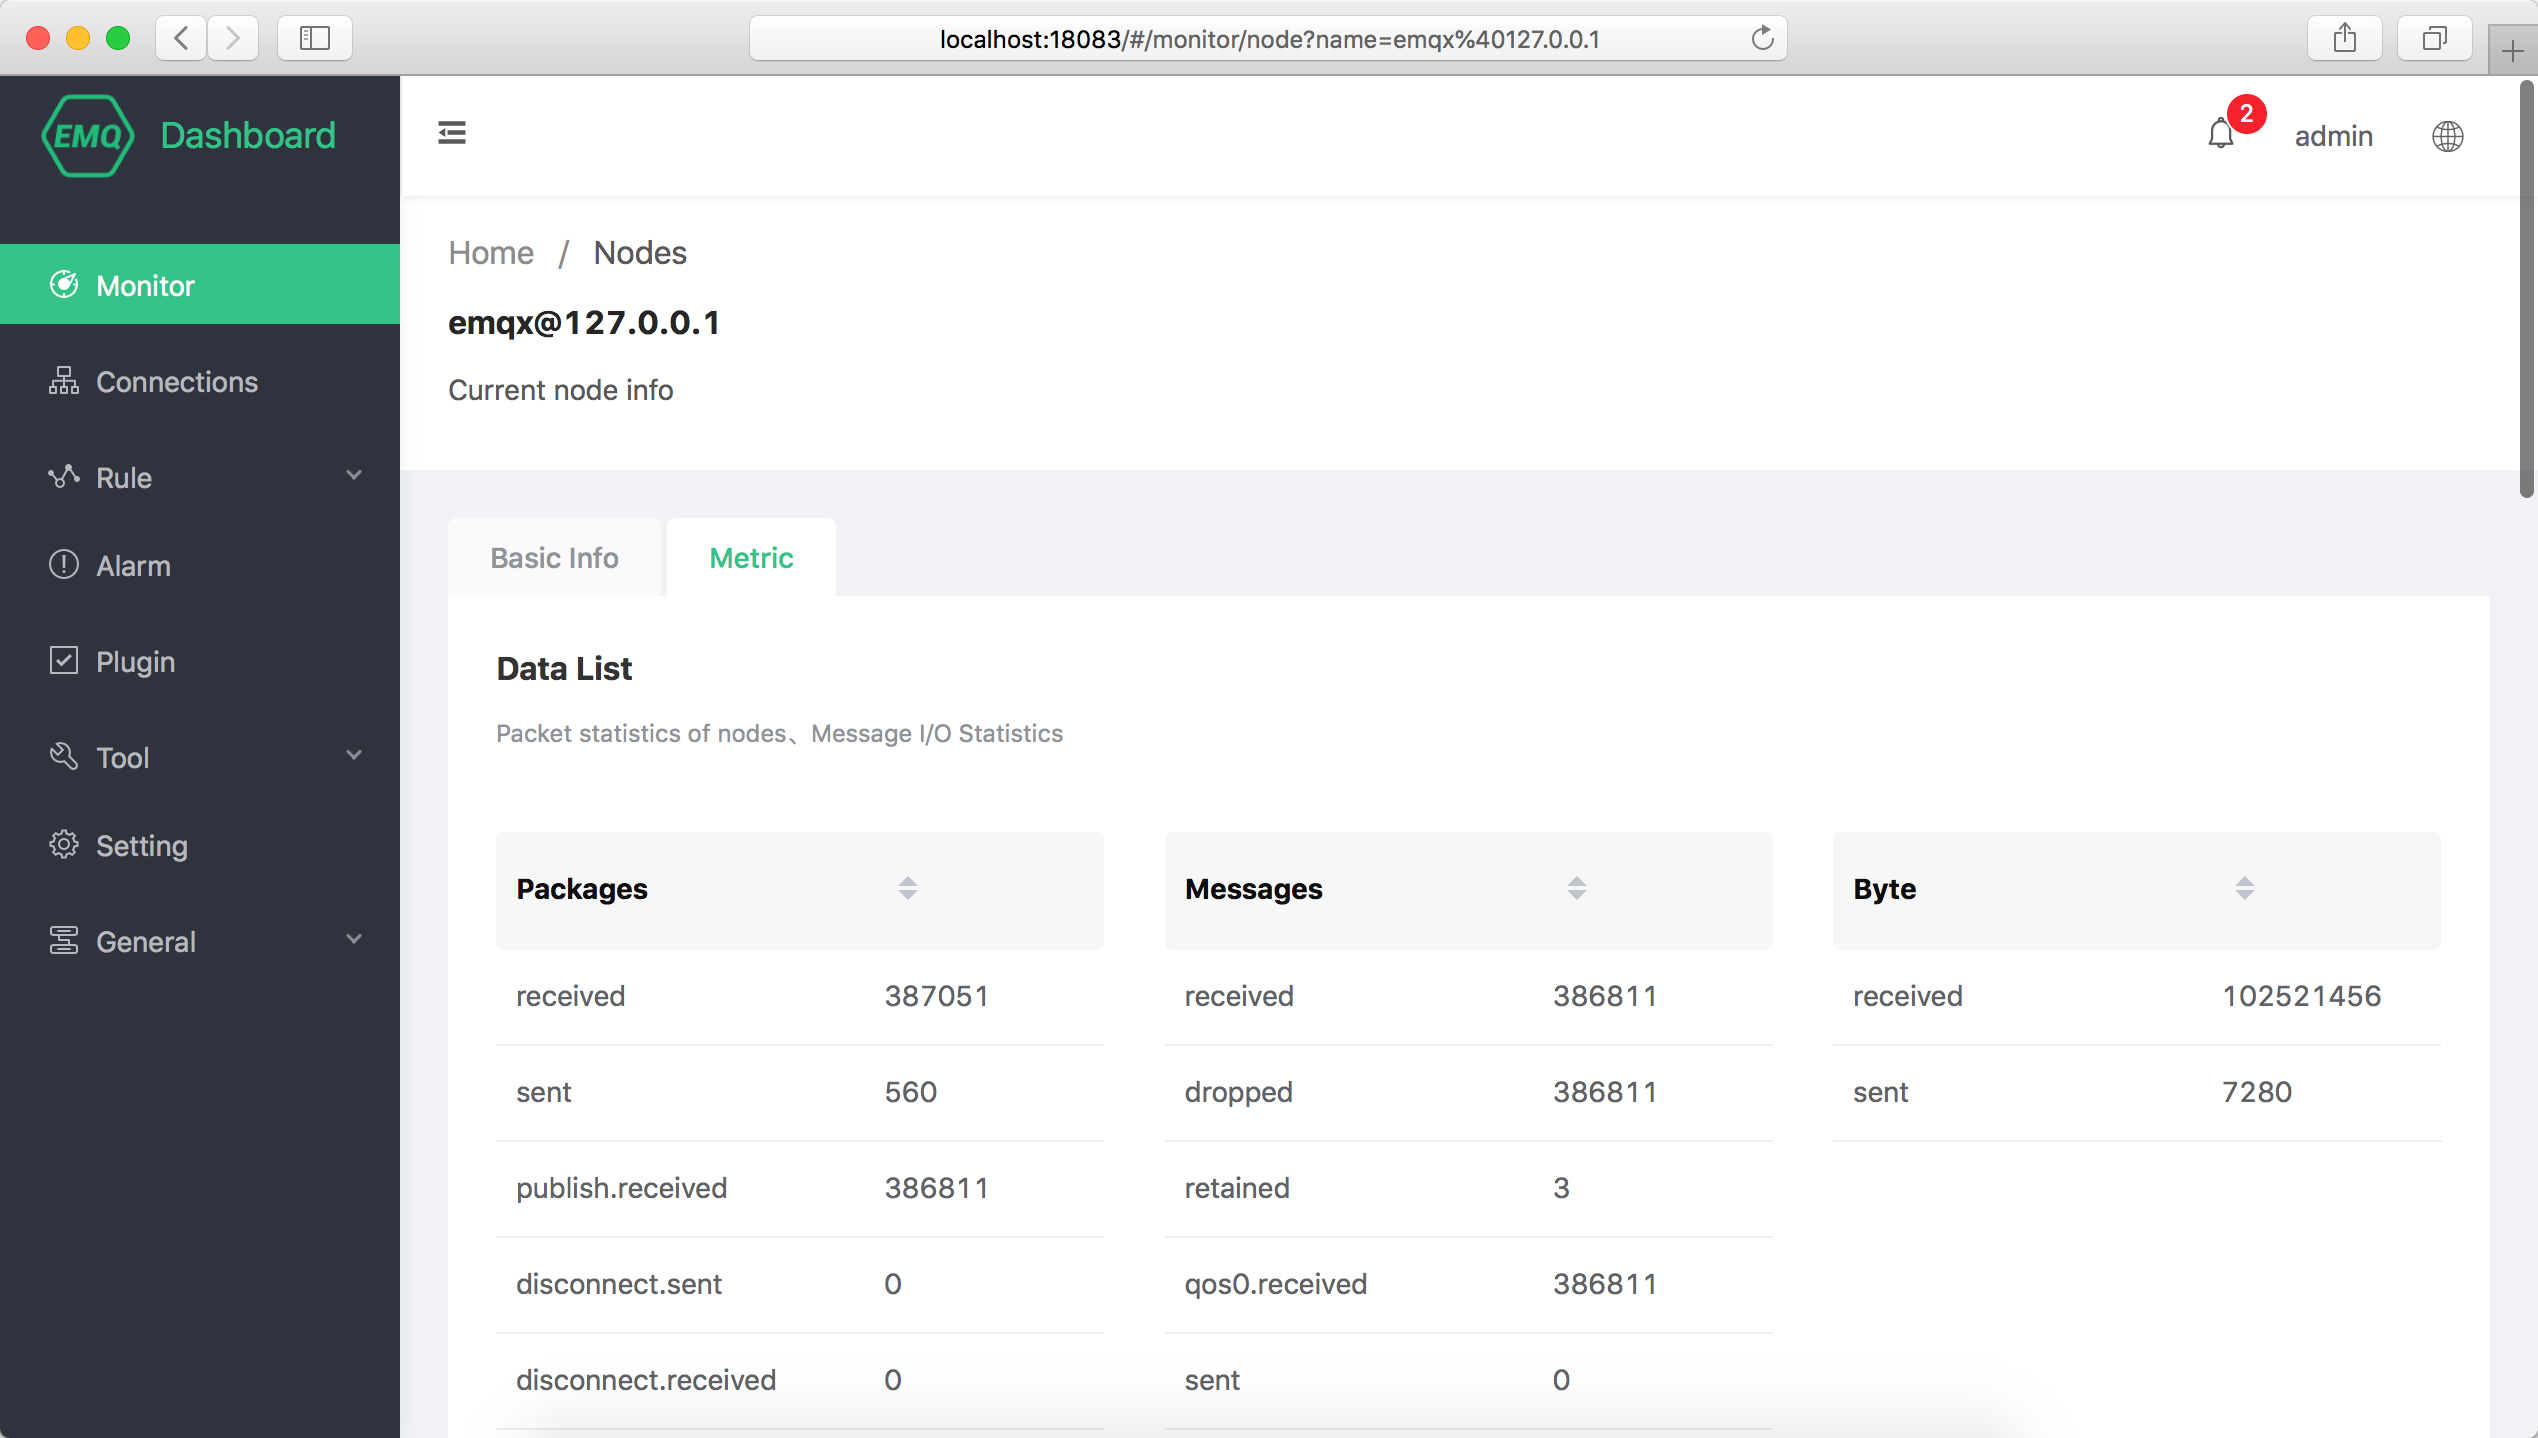 localhost:18083/#/monitor/node?name=emqx%40127.0.0.1
EMQ Dashboard
2
admin
Monitor
Connections
Rule
Alarm
Plugin
Tool
Setting
General
Home / Nodes
emqx@127.0.0.1
Current node info
Basic Info Metric
Data List
Packet statistics of nodes、Message I/O Statistics
Packages Messages Byte
received 387051 received 386811 received 102521456
sent 560 dropped 386811 sent 7280
publish.received 386811 retained 3
disconnect.sent 0 qos0.received 386811
disconnect.received 0 sent 0